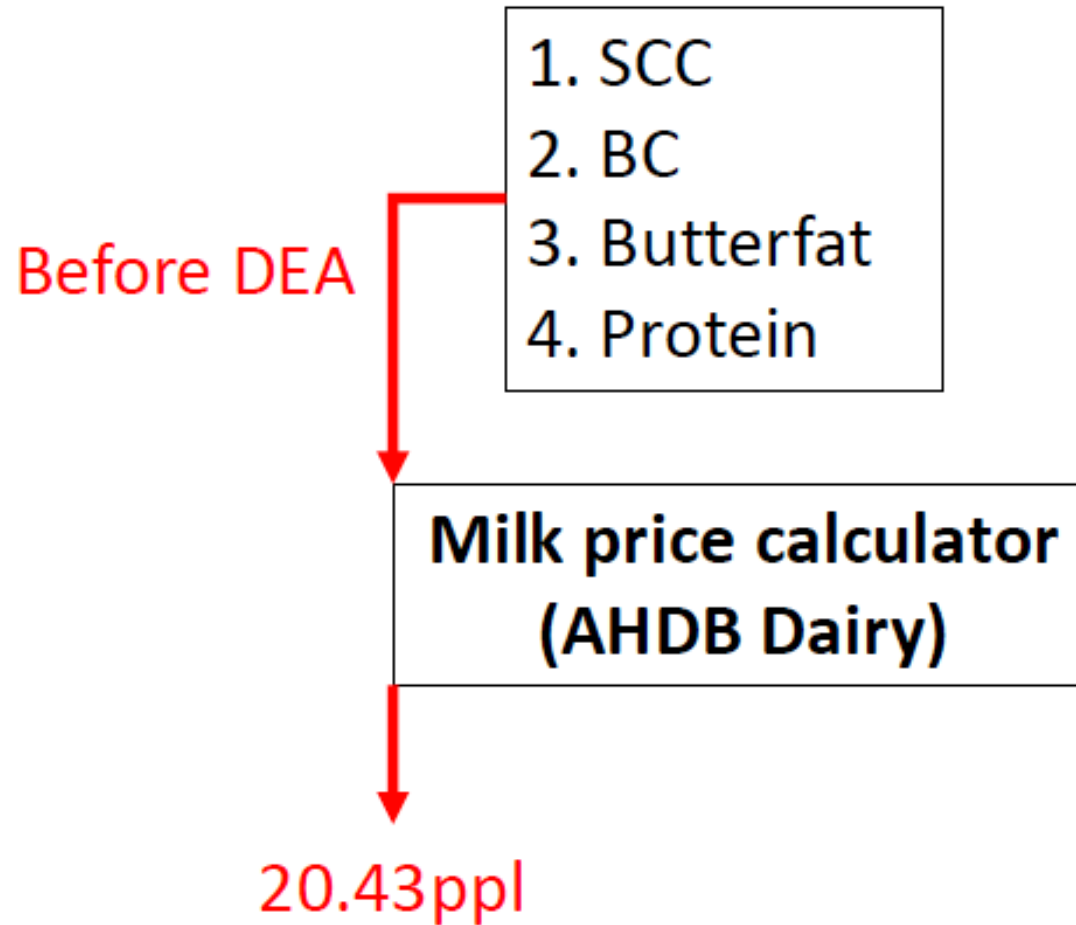 1. SCC
2. BC
3. Butterfat
4. Protein
Before DEA
Milk price calculator
(AHDB Dairy)
20.43ppl